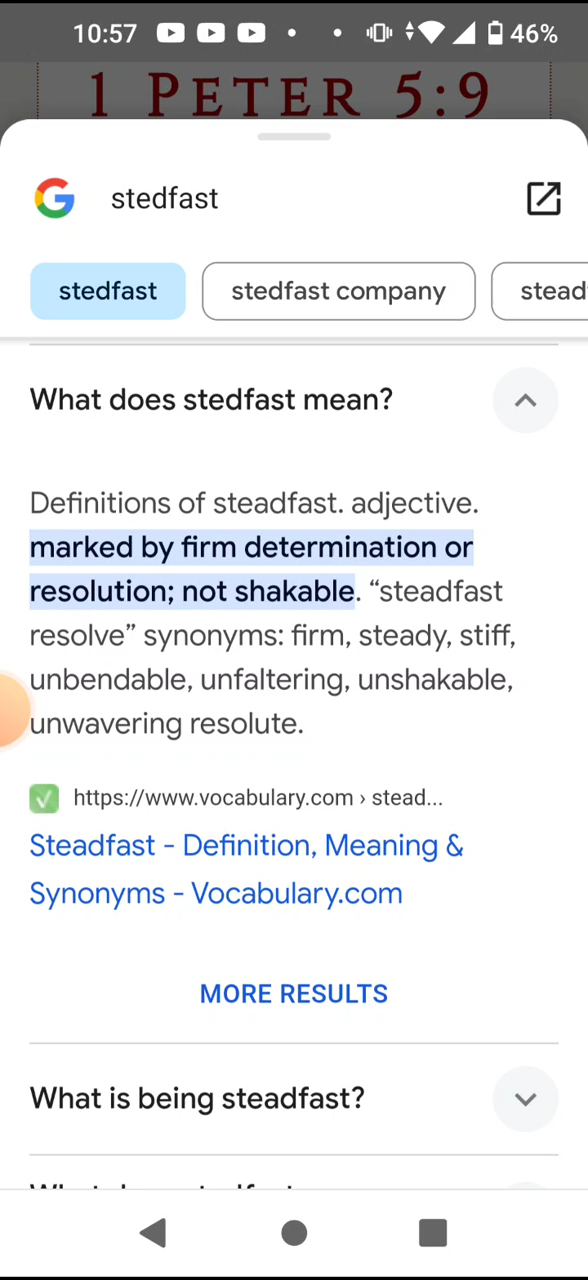 10:57
46%
1 PETER 5:9
stedfast
stedfast
stedfast company
stead
What does stedfast mean?
Definitions of steadfast. adjective.
marked by firm determination or
resolution; not shakable. “steadfast
resolve” synonyms: firm, steady, stiff,
unbendable, unfaltering, unshakable,
unwavering resolute.
https://www.vocabulary.com › stead...
Steadfast - Definition, Meaning &
Synonyms - Vocabulary.com
MORE RESULTS
What is being steadfast?